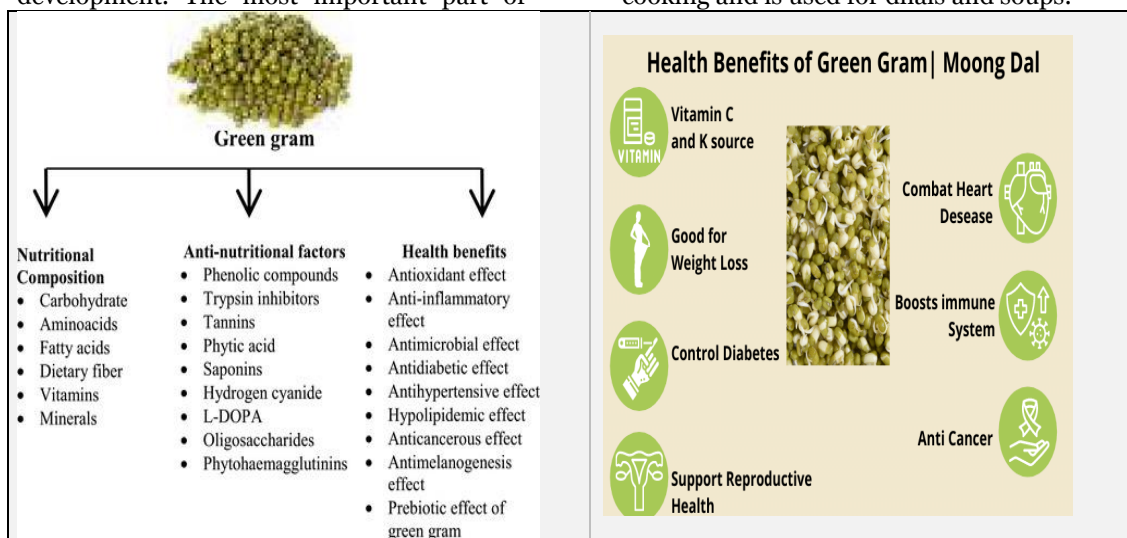 development. The most important part of
cooking and is used for dhals and soups.
Green gram
Nutritional
Composition
• Carbohydrate
• Aminoacids
• Fatty acids
• Dietary fiber
• Vitamins
• Minerals
Anti-nutritional factors
• Phenolic compounds
• Trypsin inhibitors
• Tannins
• Phytic acid
• Saponins
• Hydrogen cyanide
• L-DOPA
• Oligosaccharides
• Phytohaemagglutinins
Health benefits
• Antioxidant effect
• Anti-inflammatory
effect
• Antimicrobial effect
• Antidiabetic effect
• Antihypertensive effect
• Hypolipidemic effect
• Anticancerous effect
• Antimelanogenesis
effect
• Prebiotic effect of
green gram
Health Benefits of Green Gram| Moong Dal
VITAMIN
Vitamin C
and K source
Good for
Weight Loss
Control Diabetes
Support Reproductive
Health
Combat Heart
Desease
Boosts immune
System
Anti Cancer